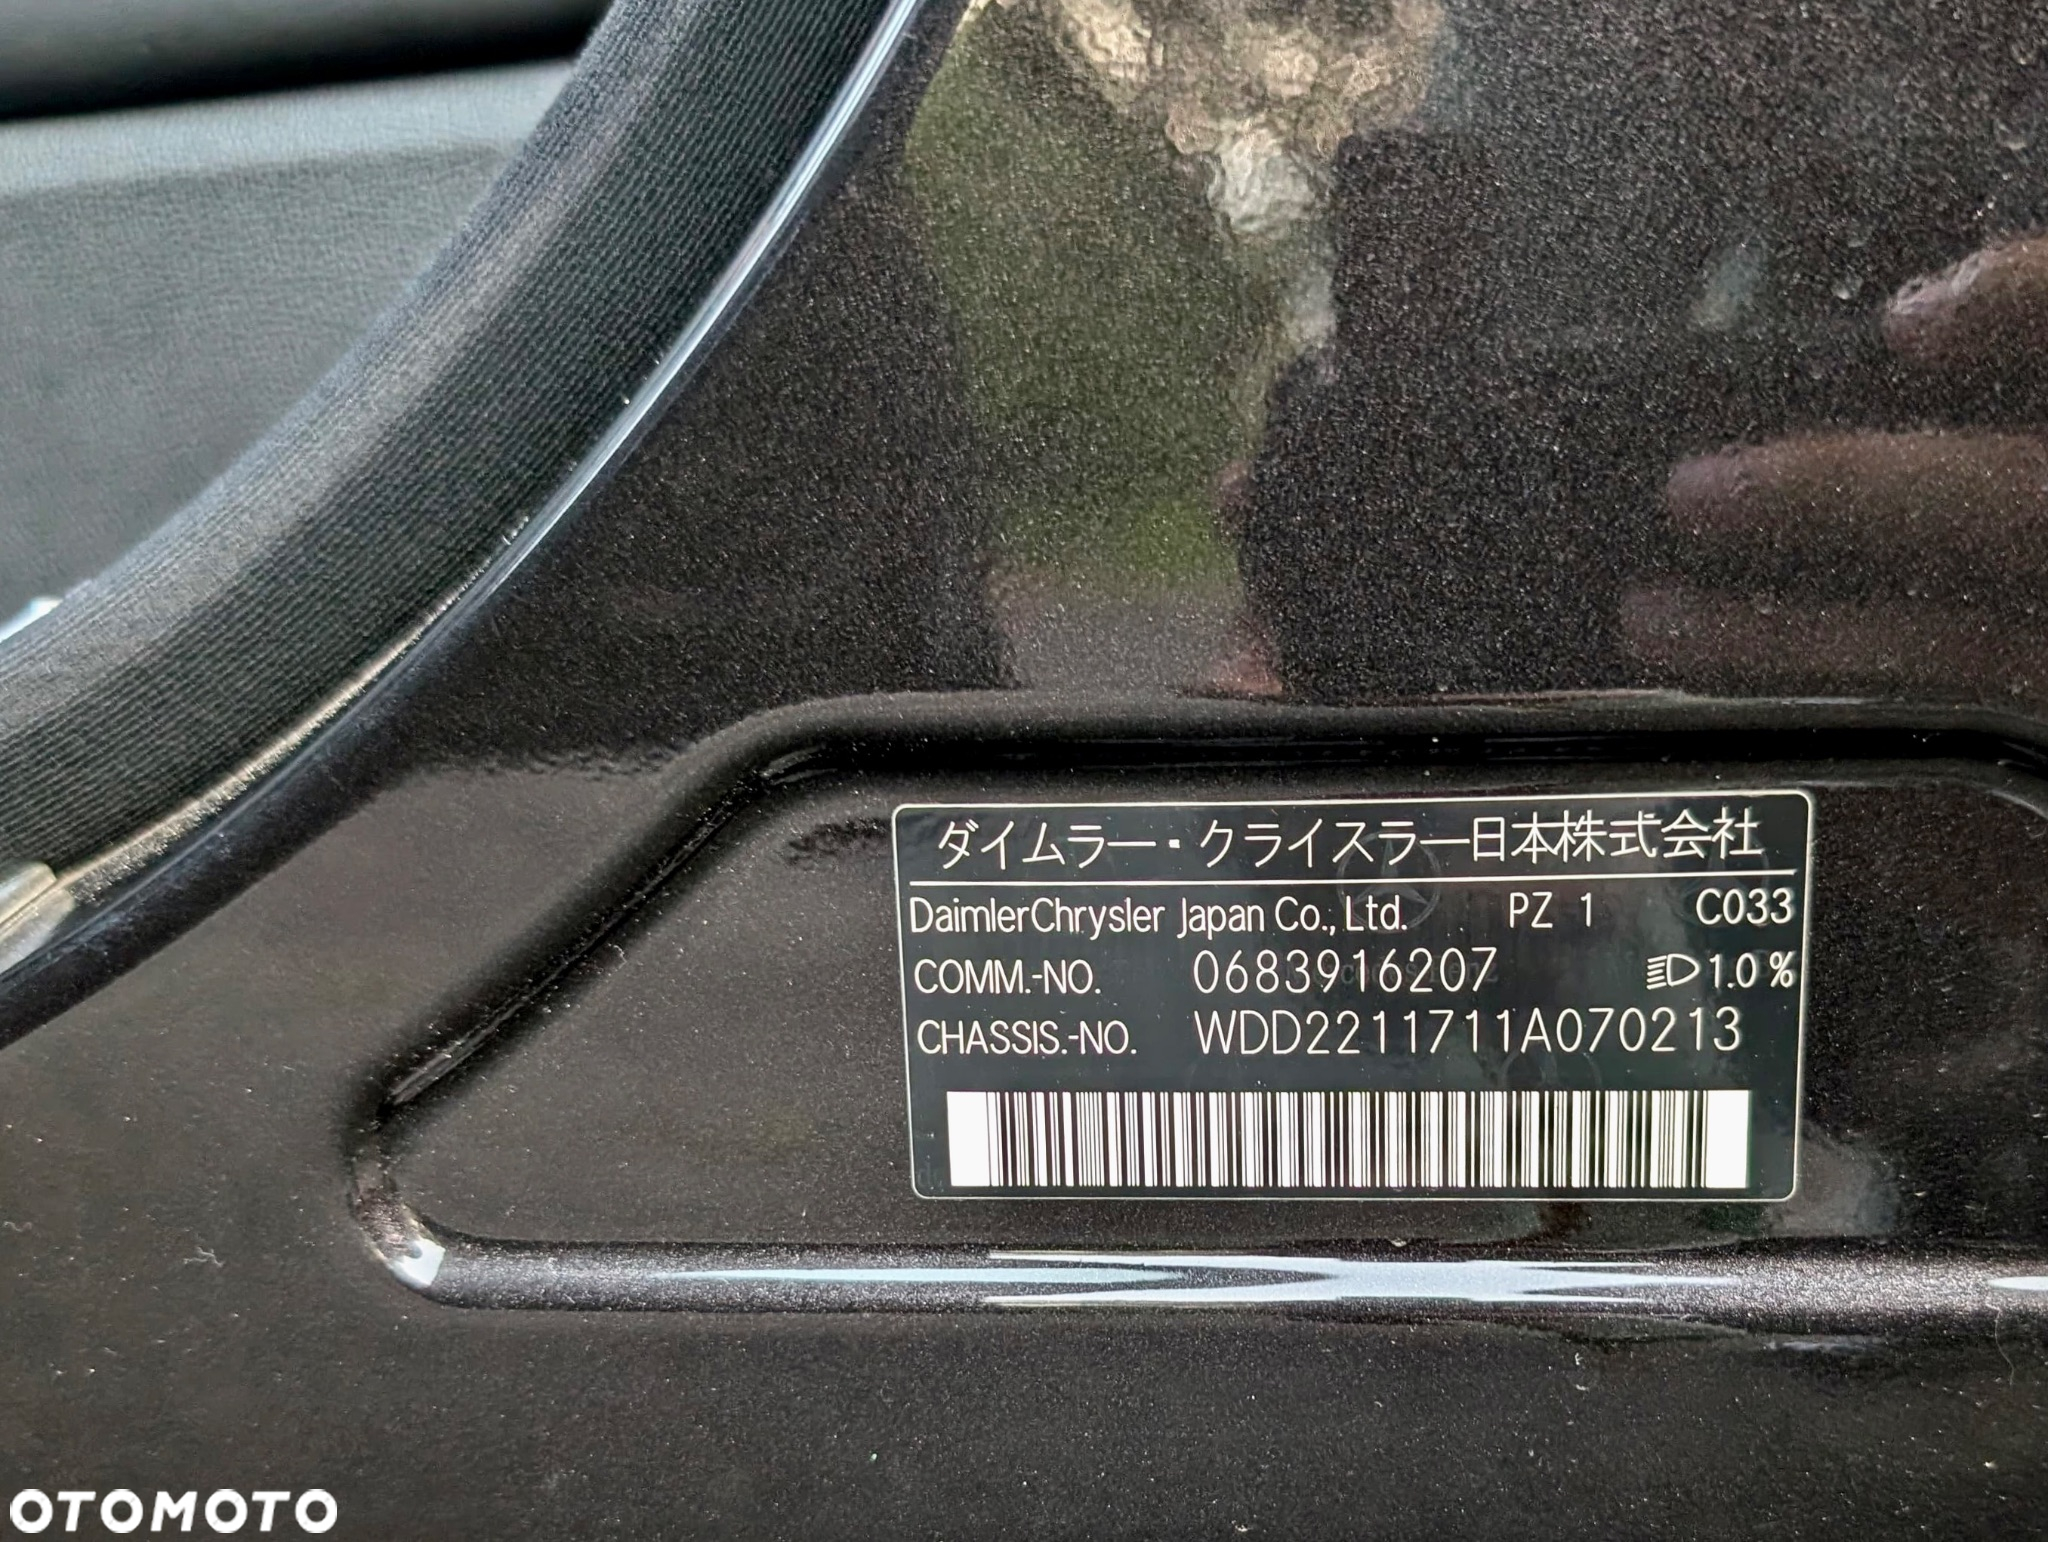 ダイムラー・クライスラー日本株式会社
DaimlerChrysler Japan Co., Ltd. PZ 1 C033
COMM.-NO. 0683916207 1.0 %
CHASSIS.-NO. WDD2211711A070213
OTOMOTO